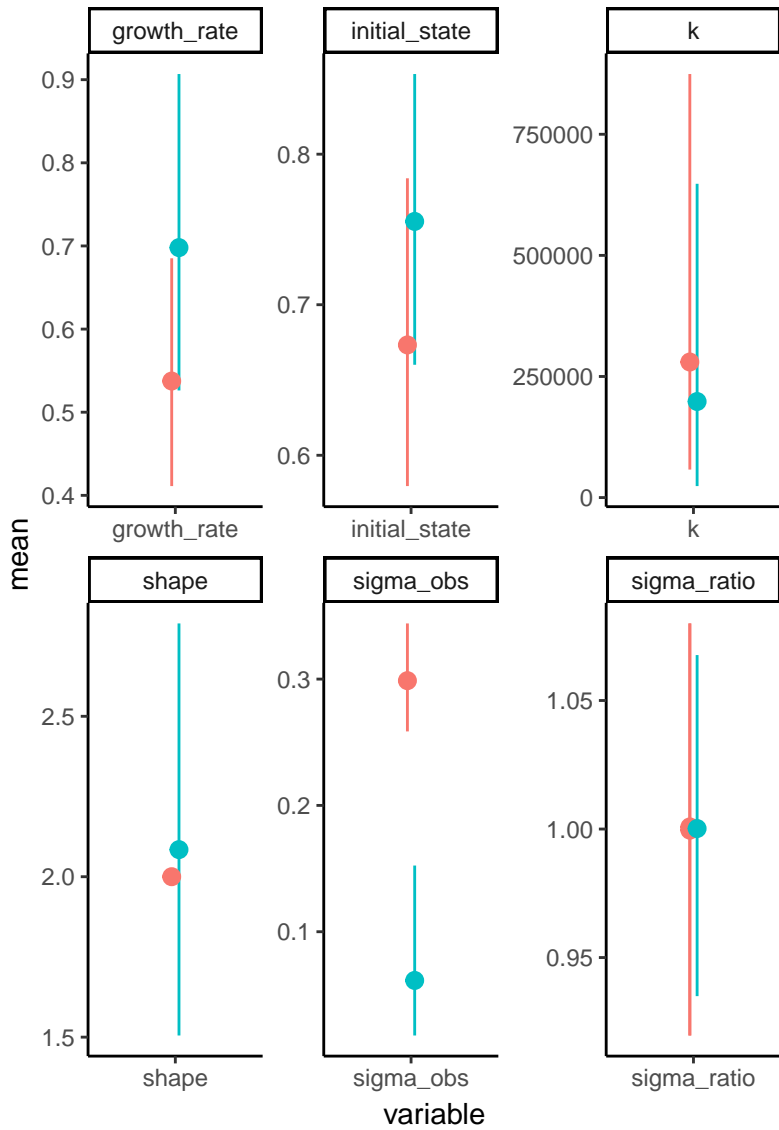 growth_rate
initial_state
k
0.9
0.8
0.7
0.6
0.5
0.4
0.8
0.7
0.6
750000
500000
250000
0
growth_rate
initial_state
k
mean
shape
sigma_obs
sigma_ratio
2.5
2.0
1.5
0.3
0.2
0.1
1.05
1.00
0.95
shape
sigma_obs
sigma_ratio
variable